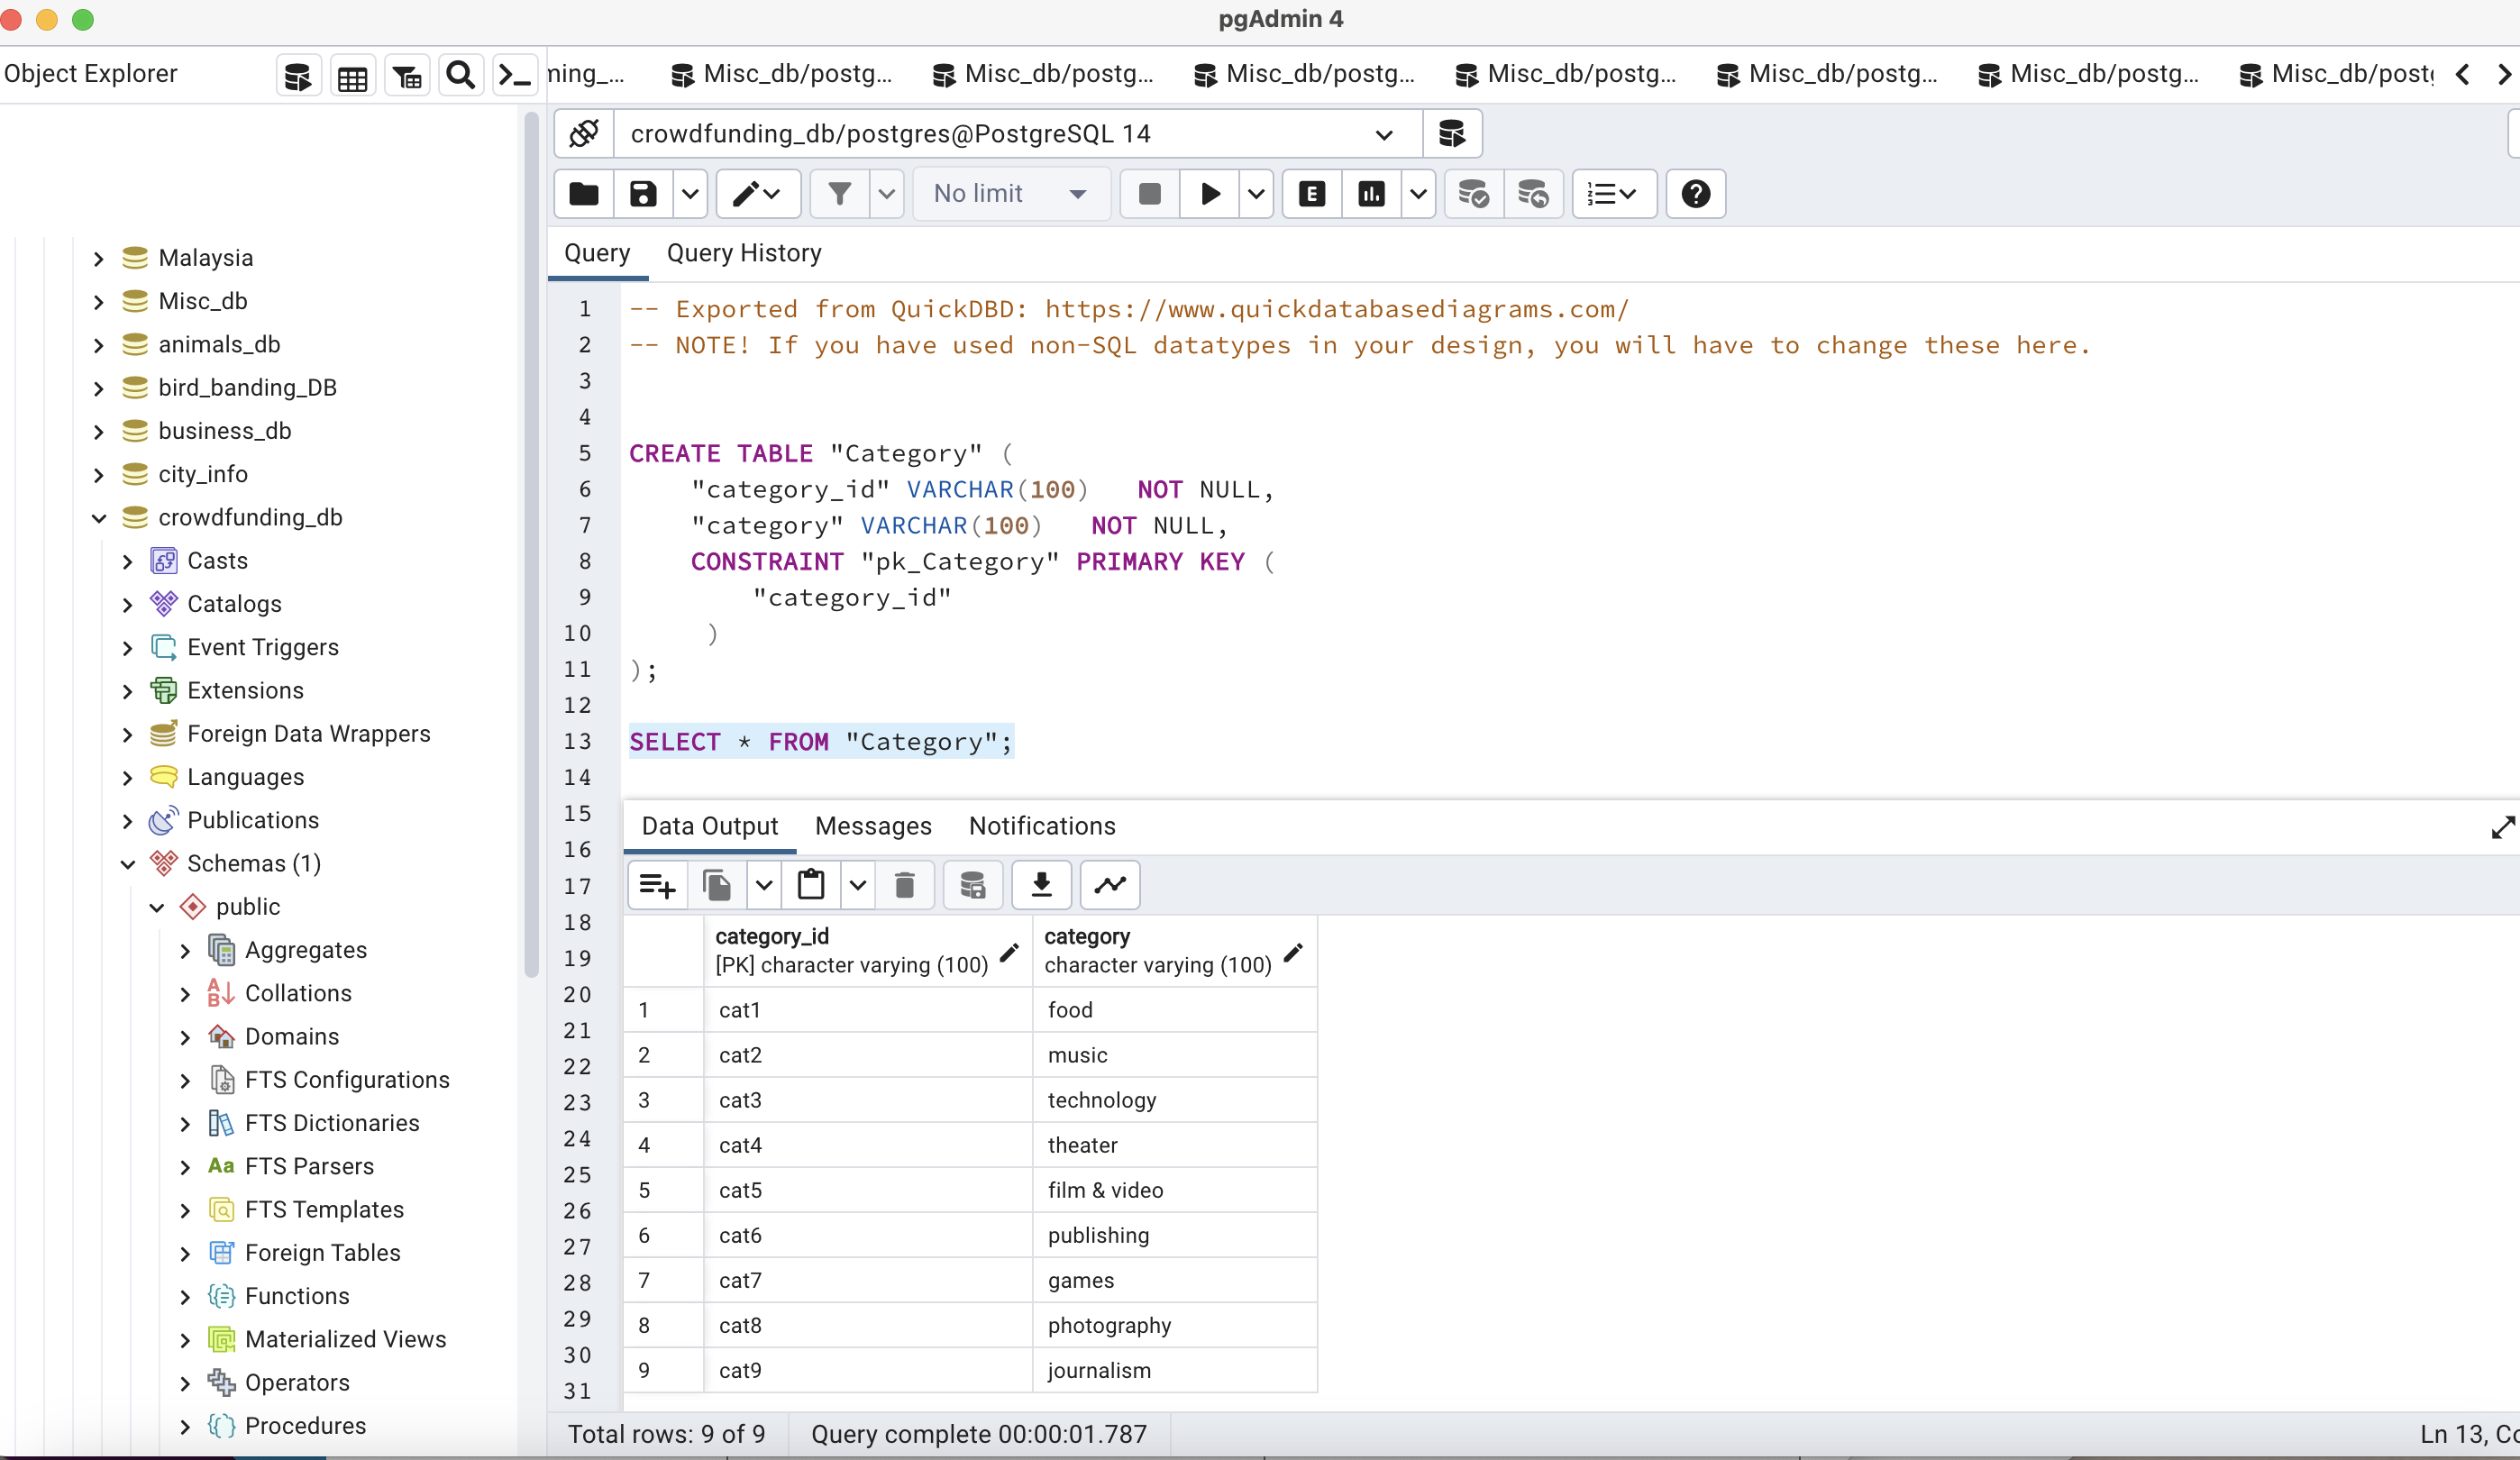 pgAdmin 4
Object Explorer
ming_... Misc_db/postg... Misc_db/postg... Misc_db/postg... Misc_db/postg... Misc_db/postg... Misc_db/postg... Misc_db/post
crowdfunding_db/postgres@PostgreSQL 14
No limit
Query Query History
Malaysia
Misc_db
animals_db
bird_banding_DB
business_db
city_info
crowdfunding_db
Casts
Catalogs
Event Triggers
Extensions
Foreign Data Wrappers
Languages
Publications
Schemas (1)
public
Aggregates
Collations
Domains
FTS Configurations
FTS Dictionaries
Aa FTS Parsers
FTS Templates
Foreign Tables
Functions
Materialized Views
Operators
Procedures
1 -- Exported from QuickDBD: https://www.quickdatabasediagrams.com/
2 -- NOTE! If you have used non-SQL datatypes in your design, you will have to change these here.
3
4
5 CREATE TABLE "Category" (
6 "category_id" VARCHAR(100) NOT NULL,
7 "category" VARCHAR(100) NOT NULL,
8 CONSTRAINT "pk_Category" PRIMARY KEY (
9 "category_id"
10 )
11 );
12
13 SELECT * FROM "Category";
14
15
16
17
18
19
20
21
22
23
24
25
26
27
28
29
30
31
Data Output Messages Notifications
category_id category
[PK] character varying (100) character varying (100)
1 cat1 food
2 cat2 music
3 cat3 technology
4 cat4 theater
5 cat5 film & video
6 cat6 publishing
7 cat7 games
8 cat8 photography
9 cat9 journalism
Total rows: 9 of 9 Query complete 00:00:01.787 Ln 13, Co